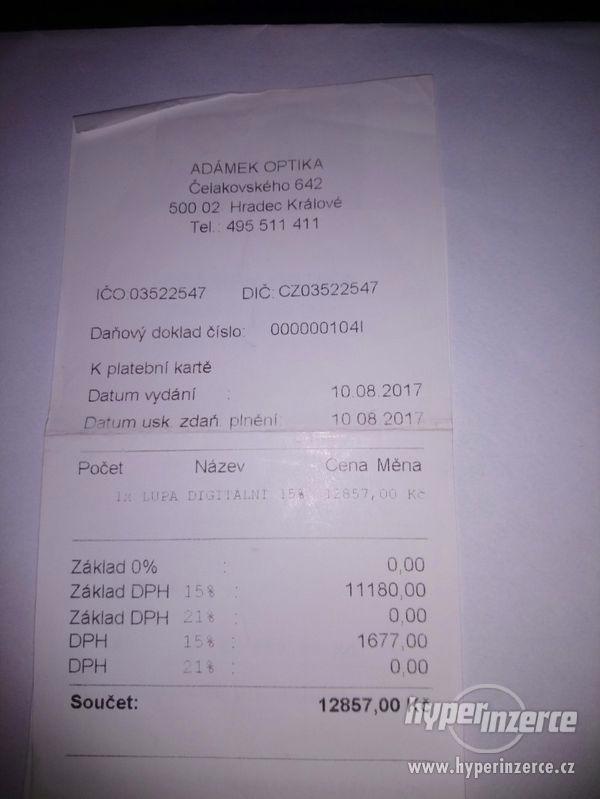 ADÁMEK OPTIKA
Čelakovského 642
500 02 Hradec Králové
Tel.: 495 511 411
IČO:03522547 DIČ: CZ03522547
Daňový doklad číslo: 000000104I
K platební kartě
Datum vydání : 10.08.2017
Datum usk. zdaň. plnění: 10 08.2017
Počet Název Cena Měna
1x LUPA DIGITALNI 15% 12857,00 Kč
Základ 0% : 0,00
Základ DPH 15% : 11180,00
Základ DPH 21% : 0,00
DPH 15% : 1677,00
DPH 21% : 0,00
Součet: 12857,00 Kč
hyperinzerce
www.hyperinzerce.cz